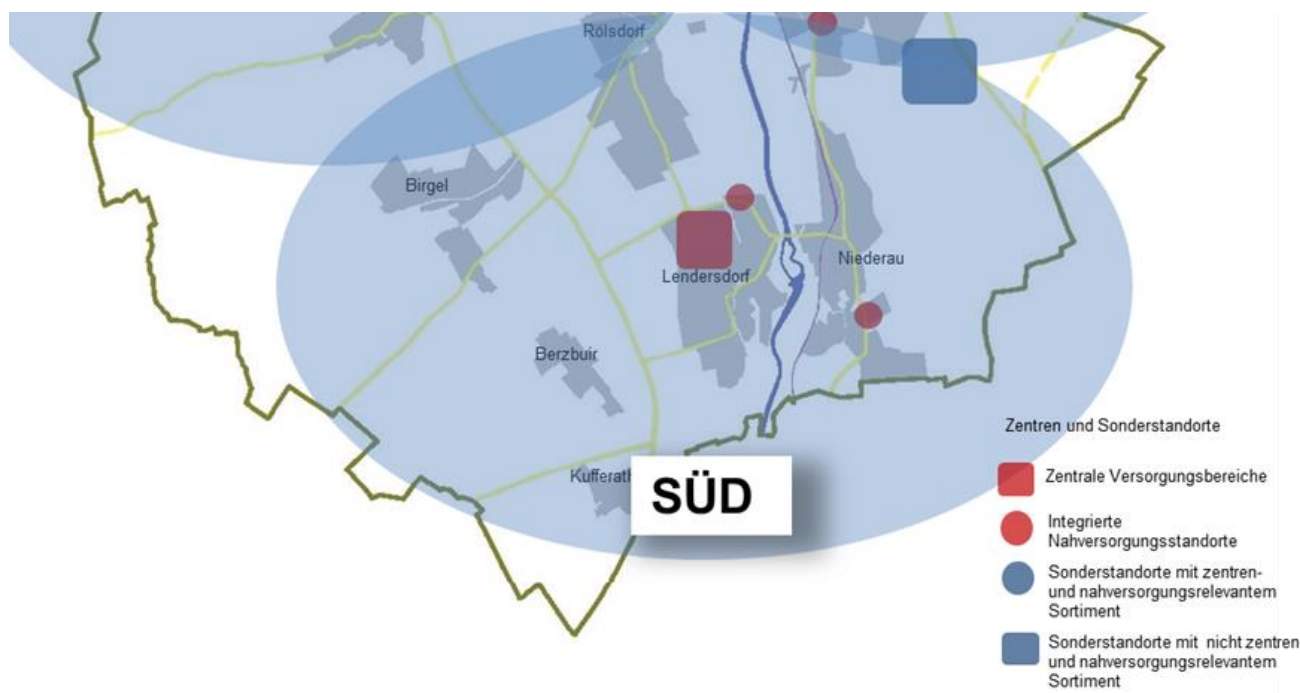 Rölsdorf
Birgel
Niederau
Lendersdorf
Berzbuir
Kufferath
SÜD
Zentren und Sonderstandorte
Zentrale Versorgungsbereiche
Integrierte
Nahversorgungsstandorte
Sonderstandorte mit zentren-
und nahversorgungsrelevantem
Sortiment
Sonderstandorte mit nicht zentren
und nahversorgungsrelevantem
Sortiment